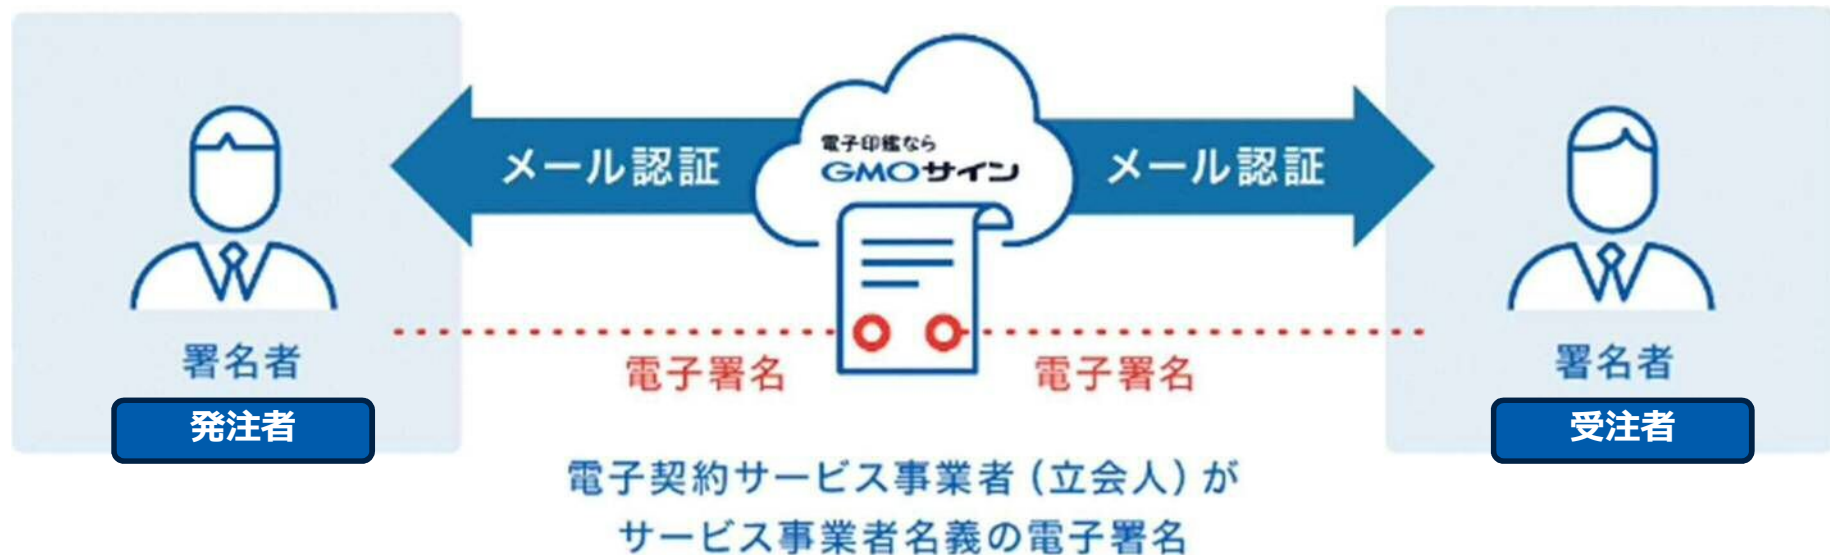 電子印鑑なら
GMOサイン
メール認証
メール認証
電子署名
電子署名
署名者
発注者
署名者
受注者
電子契約サービス事業者(立会人)が
サービス事業者名義の電子署名